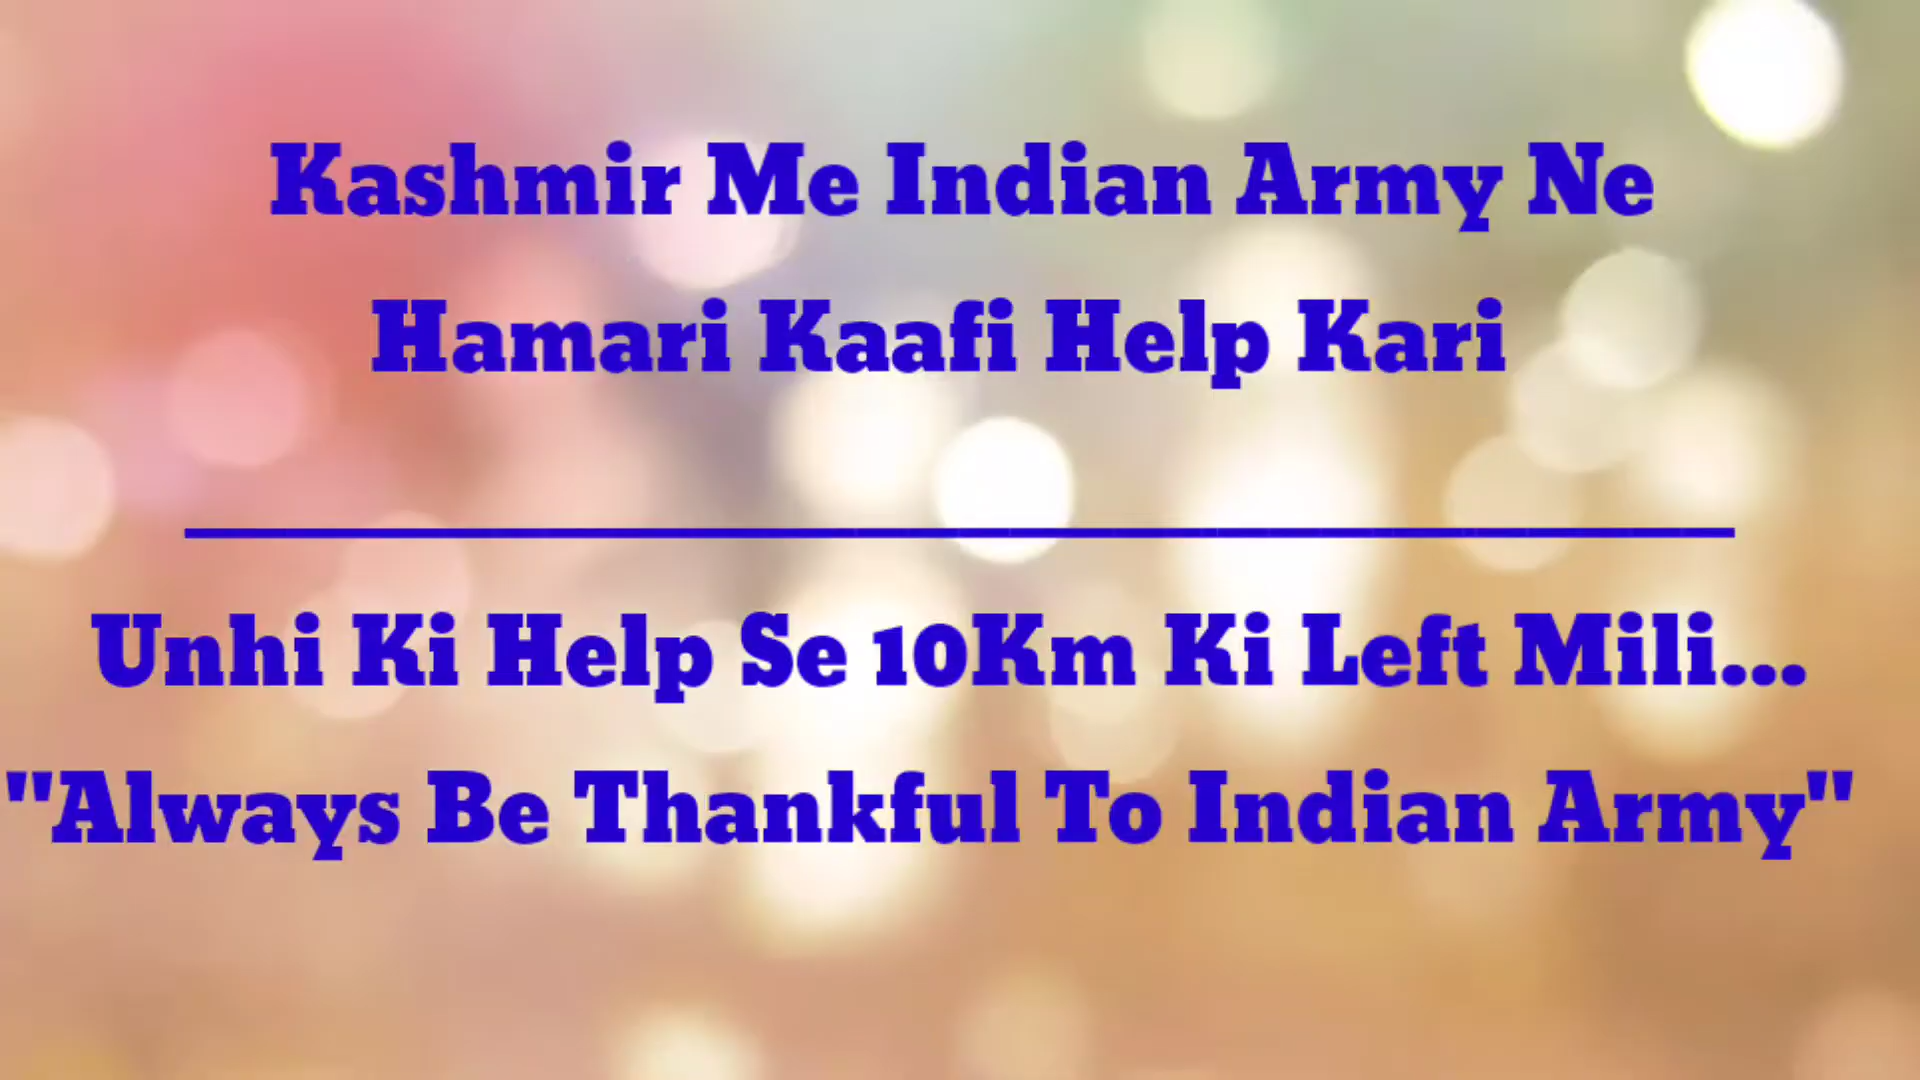 Kashmir Me Indian Army Ne
Hamari Kaafi Help Kari
Unhi Ki Help Se 10Km Ki Left Mili...
"Always Be Thankful To Indian Army"